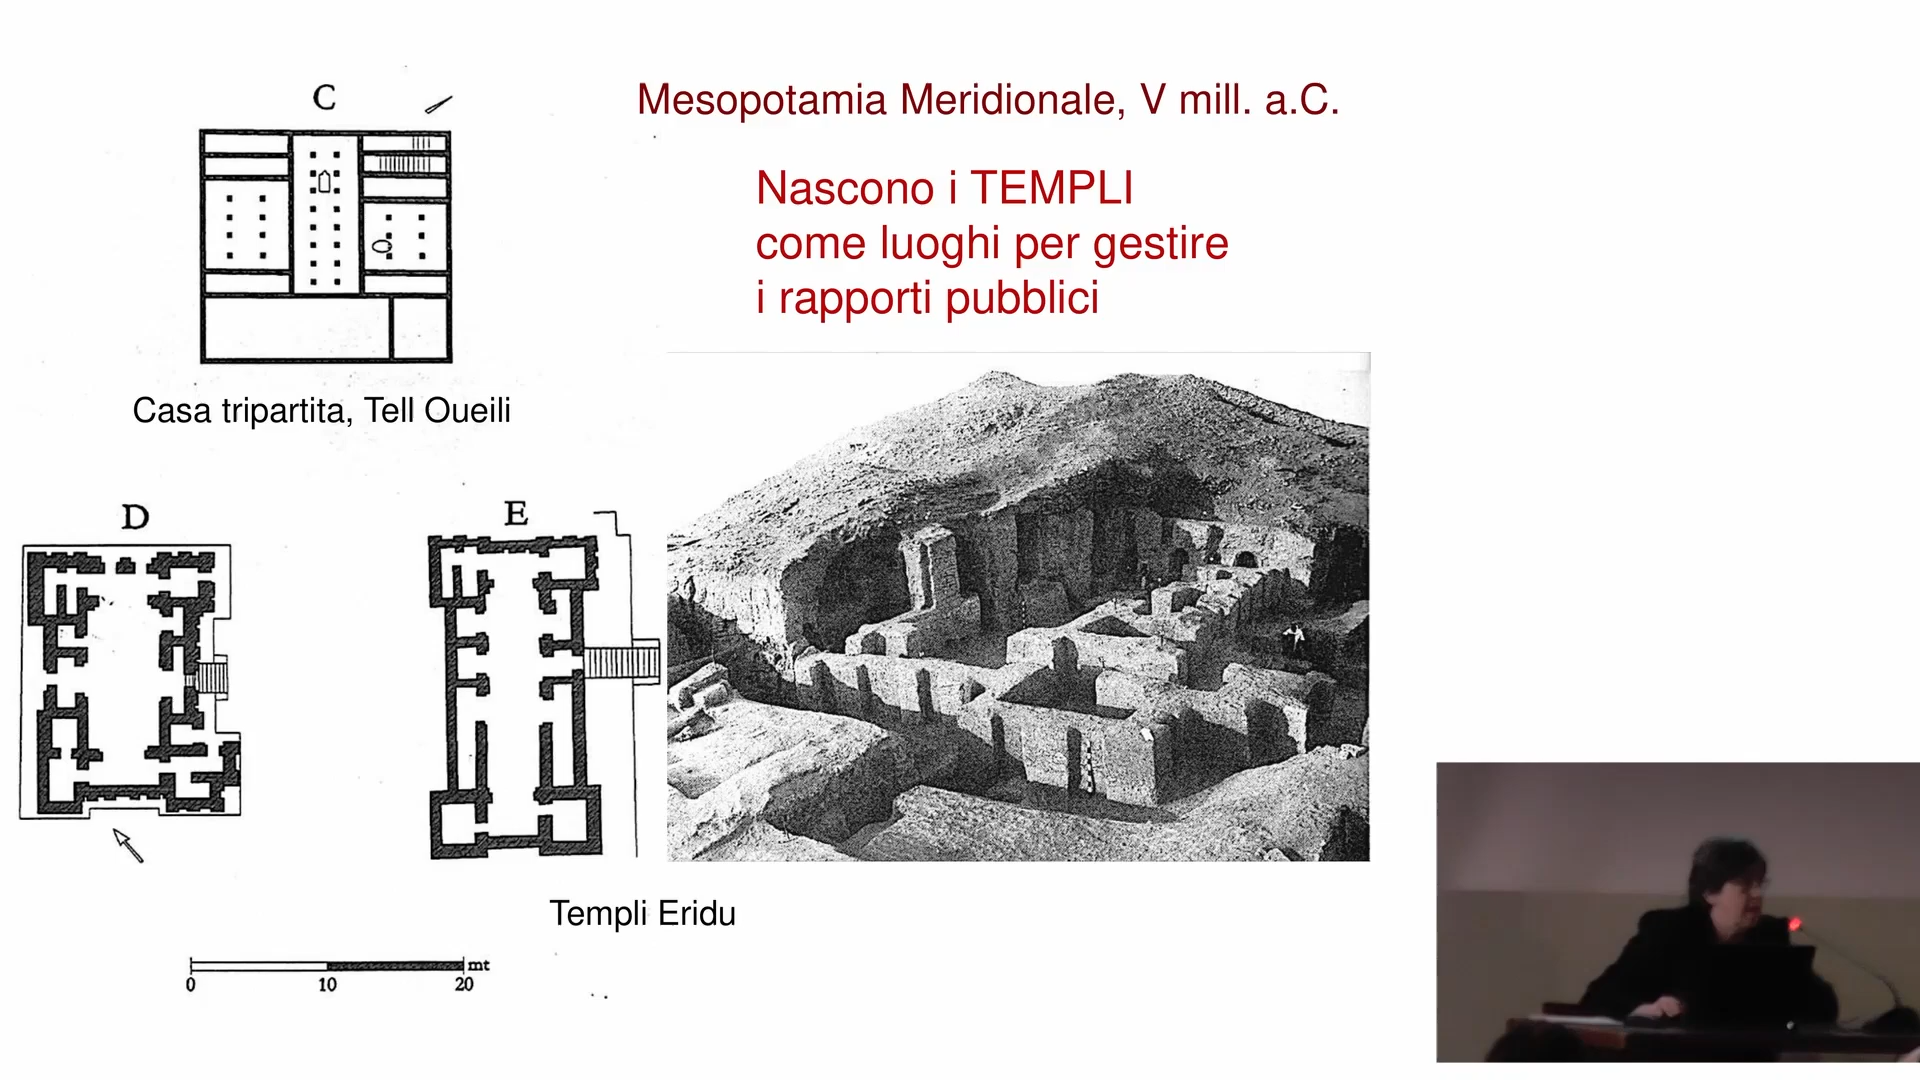 C
Mesopotamia Meridionale, V mill. a.C.
Nascono i TEMPLI
come luoghi per gestire
i rapporti pubblici
Casa tripartita, Tell Oueili
D
E
Templi Eridu
mt
0 10 20